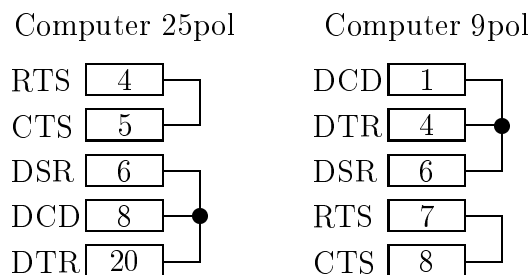 Computer 25pol
RTS 4
CTS 5
DSR 6
DCD 8
DTR 20
Computer 9pol
DCD 1
DTR 4
DSR 6
RTS 7
CTS 8